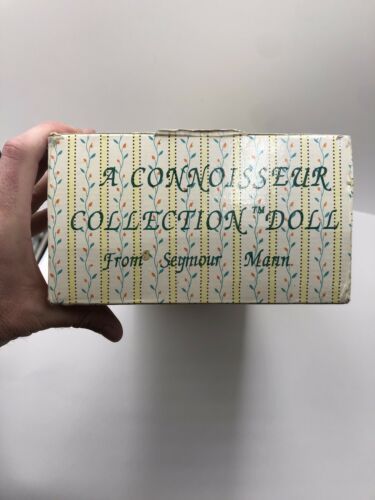 A CONNOISSEUR
COLLECTION™ DOLL
From Seymour Mann